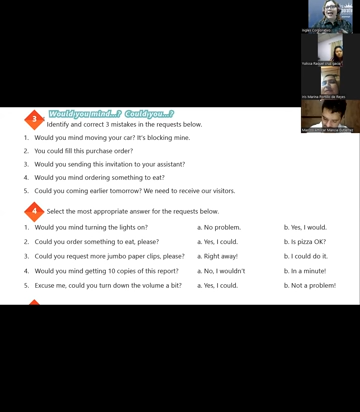 3 Would you mind...? Could you...?
Identify and correct 3 mistakes in the requests below.
1. Would you mind moving your car? It's blocking mine.
2. You could fill this purchase order?
3. Would you sending this invitation to your assistant?
4. Would you mind ordering something to eat?
5. Could you coming earlier tomorrow? We need to receive our visitors.
4 Select the most appropriate answer for the requests below.
1. Would you mind turning the lights on? a. No problem. b. Yes, I would.
2. Could you order something to eat, please? a. Yes, I could. b. Is pizza OK?
3. Could you request more jumbo paper clips, please? a. Right away! b. I could do it.
4. Would you mind getting 10 copies of this report? a. No, I wouldn't b. In a minute!
5. Excuse me, could you turn down the volume a bit? a. Yes, I could. b. Not a problem!